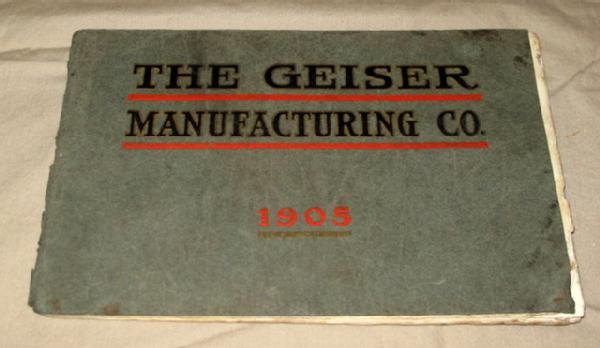 THE GEISER
MANUFACTURING CO.
1905